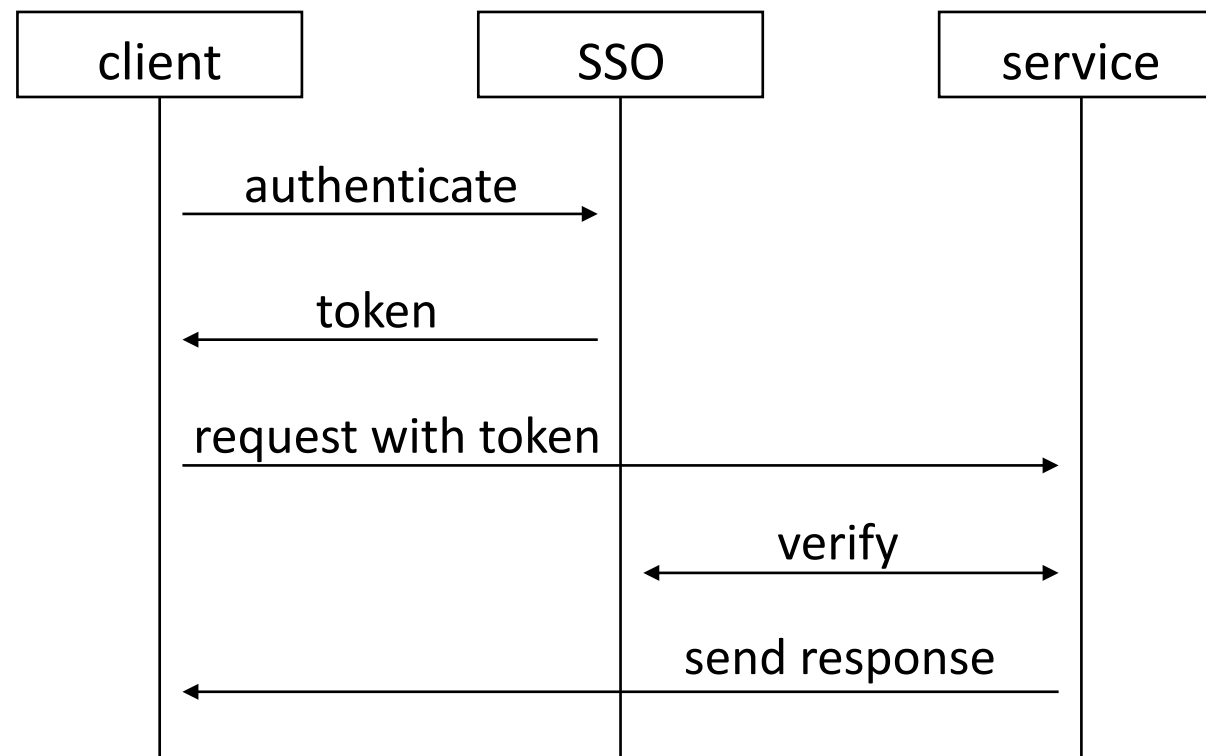 client
SSO
service
authenticate
token
request with token
verify
send response